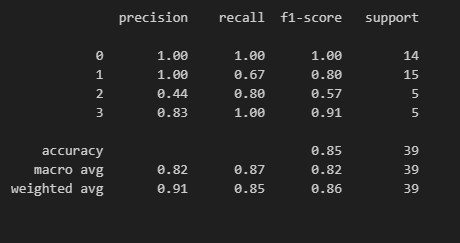 precision recall f1-score support
0 1.00 1.00 1.00 14
1 1.00 0.67 0.80 15
2 0.44 0.80 0.57 5
3 0.83 1.00 0.91 5
accuracy 0.85 39
macro avg 0.82 0.87 0.82 39
weighted avg 0.91 0.85 0.86 39